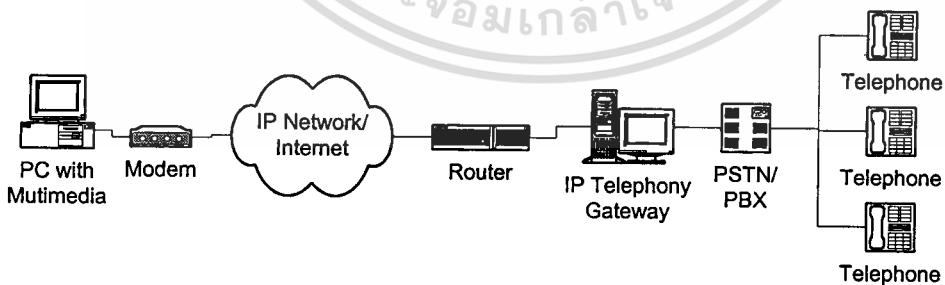 PC with
Mutimedia
Modem
IP Network/
Internet
Router
IP Telephony
Gateway
PSTN/
PBX
Telephone
Telephone
Telephone